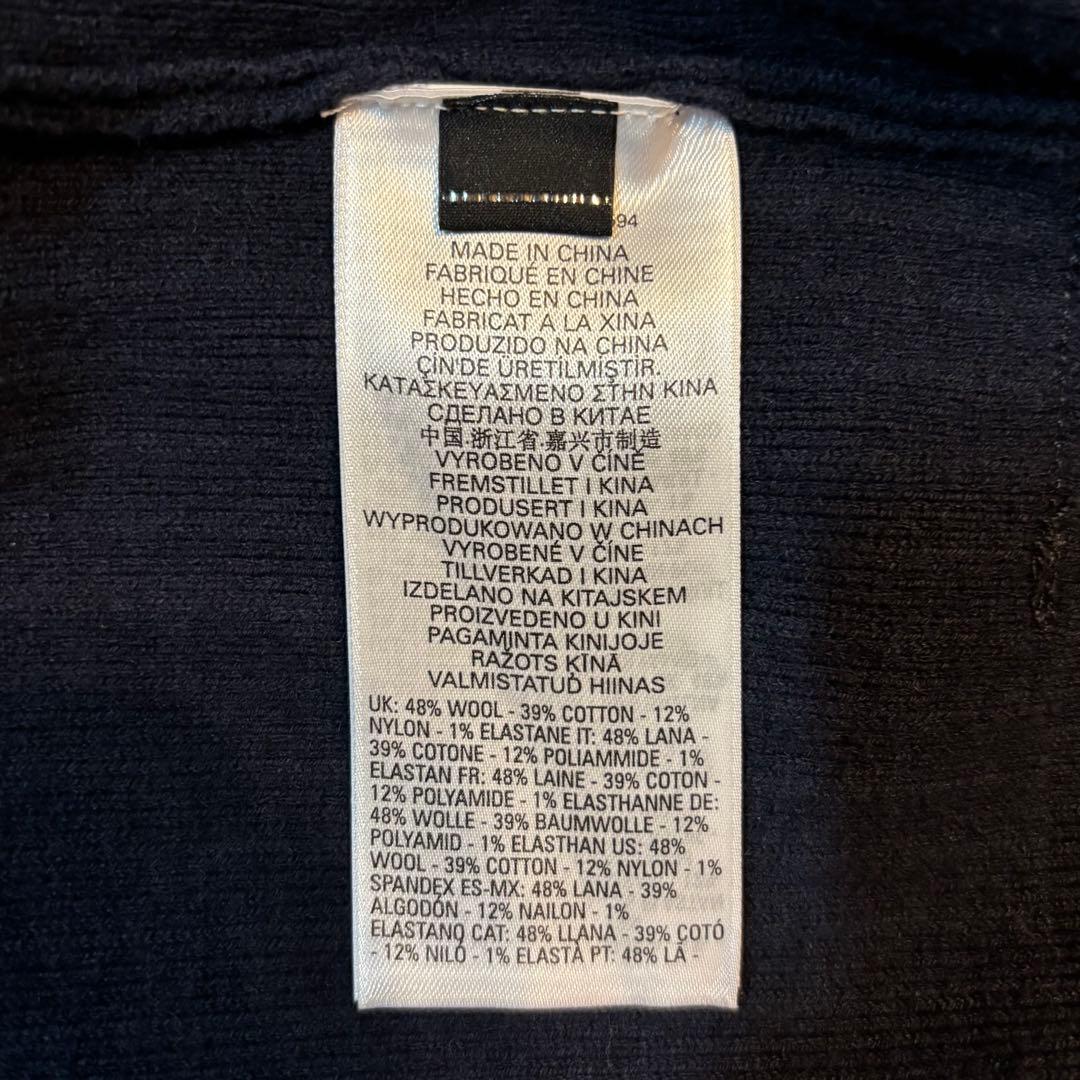 94
MADE IN CHINA
FABRIQUÉ EN CHINE
HECHO EN CHINA
FABRICAT A LA XINA
PRODUZIDO NA CHINA
ÇİN'DE ÜRETİLMİŞTİR.
ΚΑΤΑΣΚΕΥΑΣΜΕΝΟ ΣΤΗΝ ΚΙΝΑ
СДЕЛАНО В КИТАЕ
中国.浙江省.嘉兴市制造
VYROBENO V ČÍNĚ
FREMSTILLET I KINA
PRODUSERT I KINA
WYPRODUKOWANO W CHINACH
VYROBENÉ V ČÍNE
TILLVERKAD I KINA
IZDELANO NA KITAJSKEM
PROIZVEDENO U KINI
PAGAMINTA KINIJOJE
RAŽOTS ĶĪNĀ
VALMISTATUD HIINAS
UK: 48% WOOL - 39% COTTON - 12%
NYLON - 1% ELASTANE IT: 48% LANA -
39% COTONE - 12% POLIAMMIDE - 1%
ELASTAN FR: 48% LAINE - 39% COTON -
12% POLYAMIDE - 1% ELASTHANNE DE:
48% WOLLE - 39% BAUMWOLLE - 12%
POLYAMID - 1% ELASTHAN US: 48%
WOOL - 39% COTTON - 12% NYLON - 1%
SPANDEX ES-MX: 48% LANA - 39%
ALGODÓN - 12% NAILON - 1%
ELASTANO CAT: 48% LLANA - 39% COTÓ
- 12% NILÓ - 1% ELASTÀ PT: 48% LÃ -